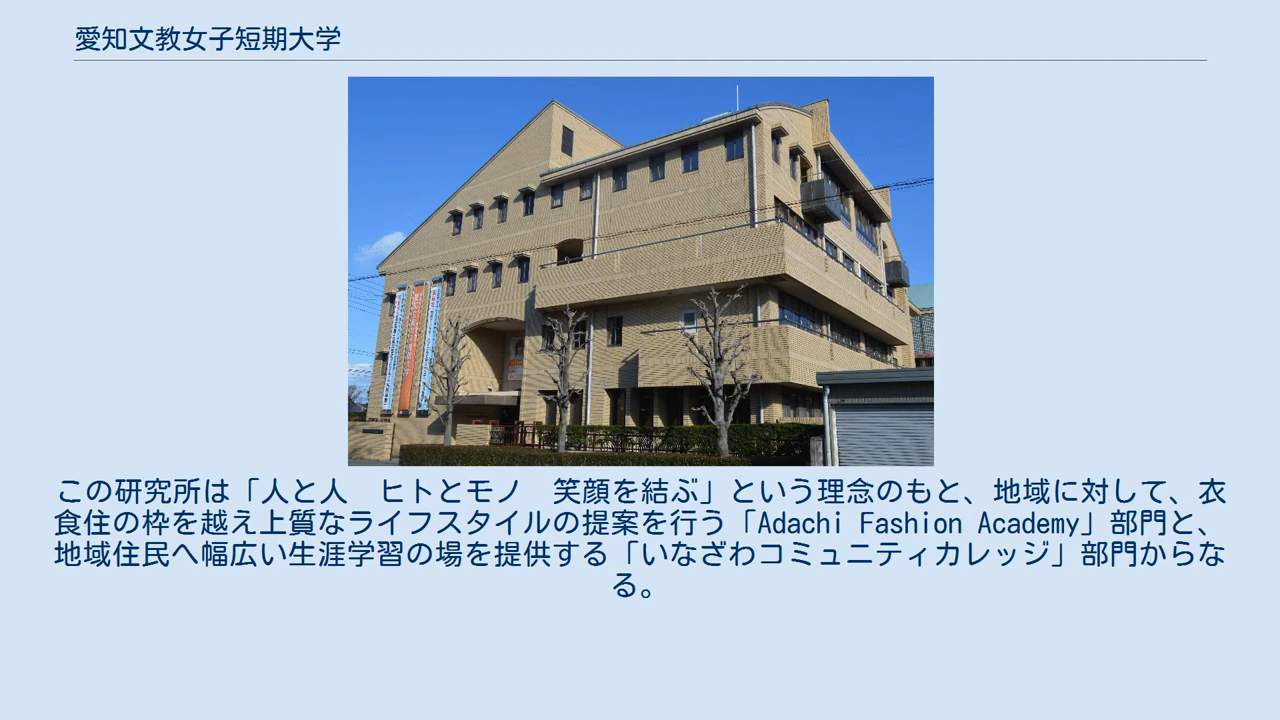 愛知文教女子短期大学
この研究所は「人と人　ヒトとモノ　笑顔を結ぶ」という理念のもと、地域に対して、衣
食住の枠を越え上質なライフスタイルの提案を行う「Adachi Fashion Academy」部門と、
地域住民へ幅広い生涯学習の場を提供する「いなざわコミュニティカレッジ」部門からな
る。